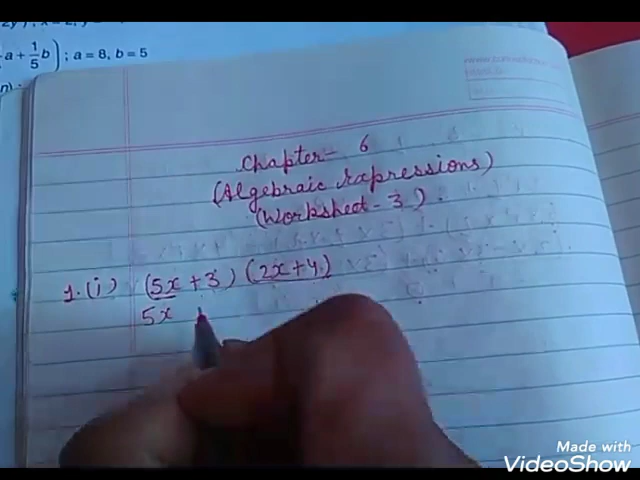 a + 1/5 b) ; a = 8, b = 5
Chapter - 6
(Algebraic Expressions)
(Worksheet - 3).
1. (i) (5x + 3) (2x + 4)
5x
Made with
VideoShow